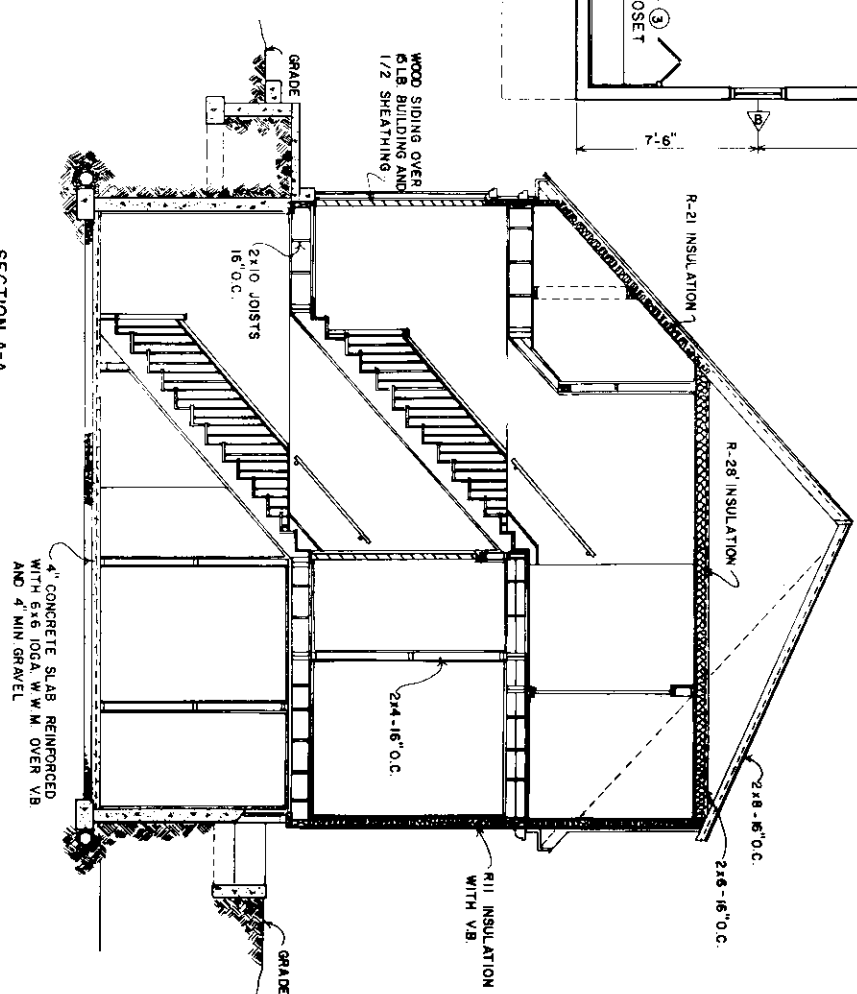 3
OSET
B
7'-6"
WOOD SIDING OVER
15 LB. BUILDING AND
1/2 SHEATHING
GRADE
R-21 INSULATION
2x10 JOISTS
16" O.C.
R-28' INSULATION
2x8-16" O.C.
2x6-16" O.C.
2x4-16" O.C.
R11 INSULATION
WITH V.B.
4" CONCRETE SLAB REINFORCED
WITH 6x6 10GA. W.W.M. OVER V.B.
AND 4" MIN. GRAVEL
GRADE
SECTION A-A